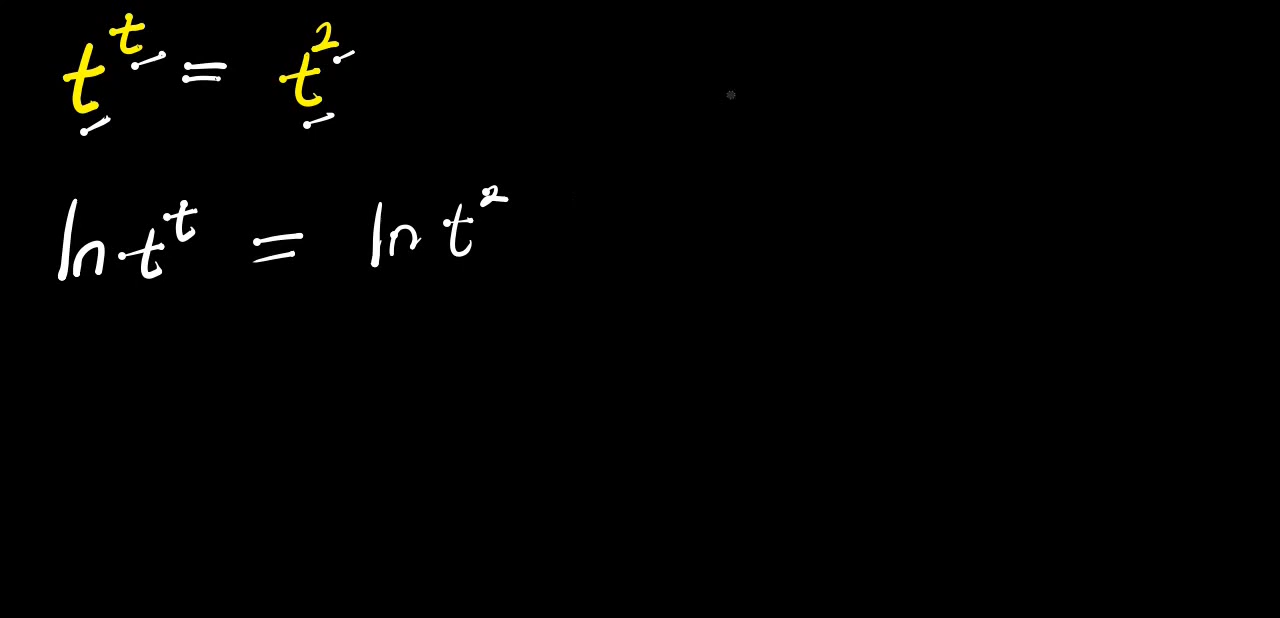 t^t = t^2
ln t^t = ln t^2